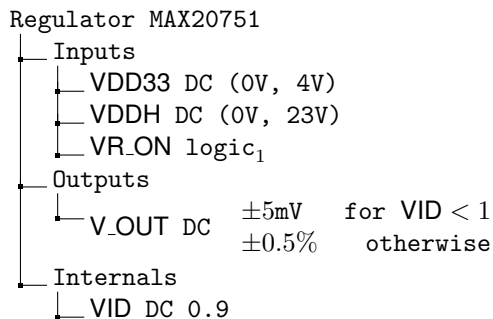 Regulator MAX20751
Inputs
VDD33 DC (0V, 4V)
VDDH DC (0V, 23V)
VR_ON logic₁
Outputs
V_OUT DC ±5mV for VID < 1
±0.5% otherwise
Internals
VID DC 0.9